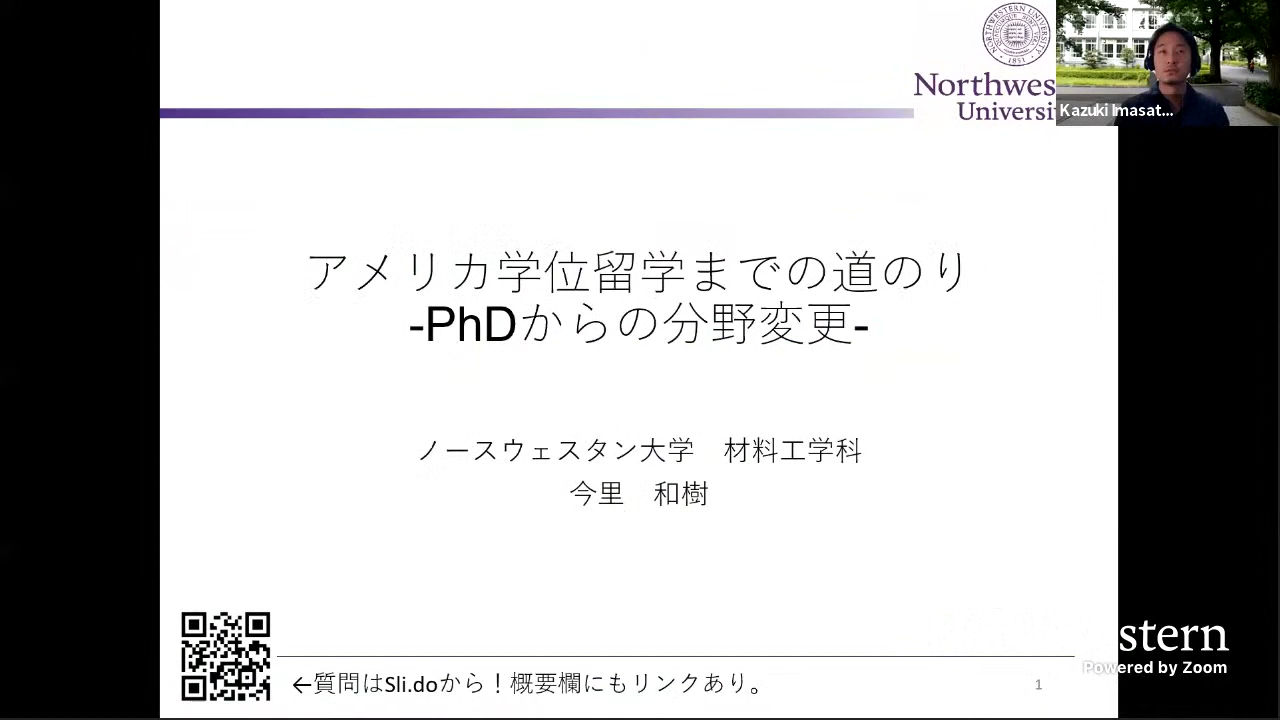 NORTHWESTERN UNIVERSITY
1851
Northwes
Universi
Kazuki Imasat...
アメリカ学位留学までの道のり
-PhDからの分野変更-
ノースウェスタン大学　材料工学科
今里　和樹
←質問はSli.doから！概要欄にもリンクあり。
1
stern
Powered by Zoom